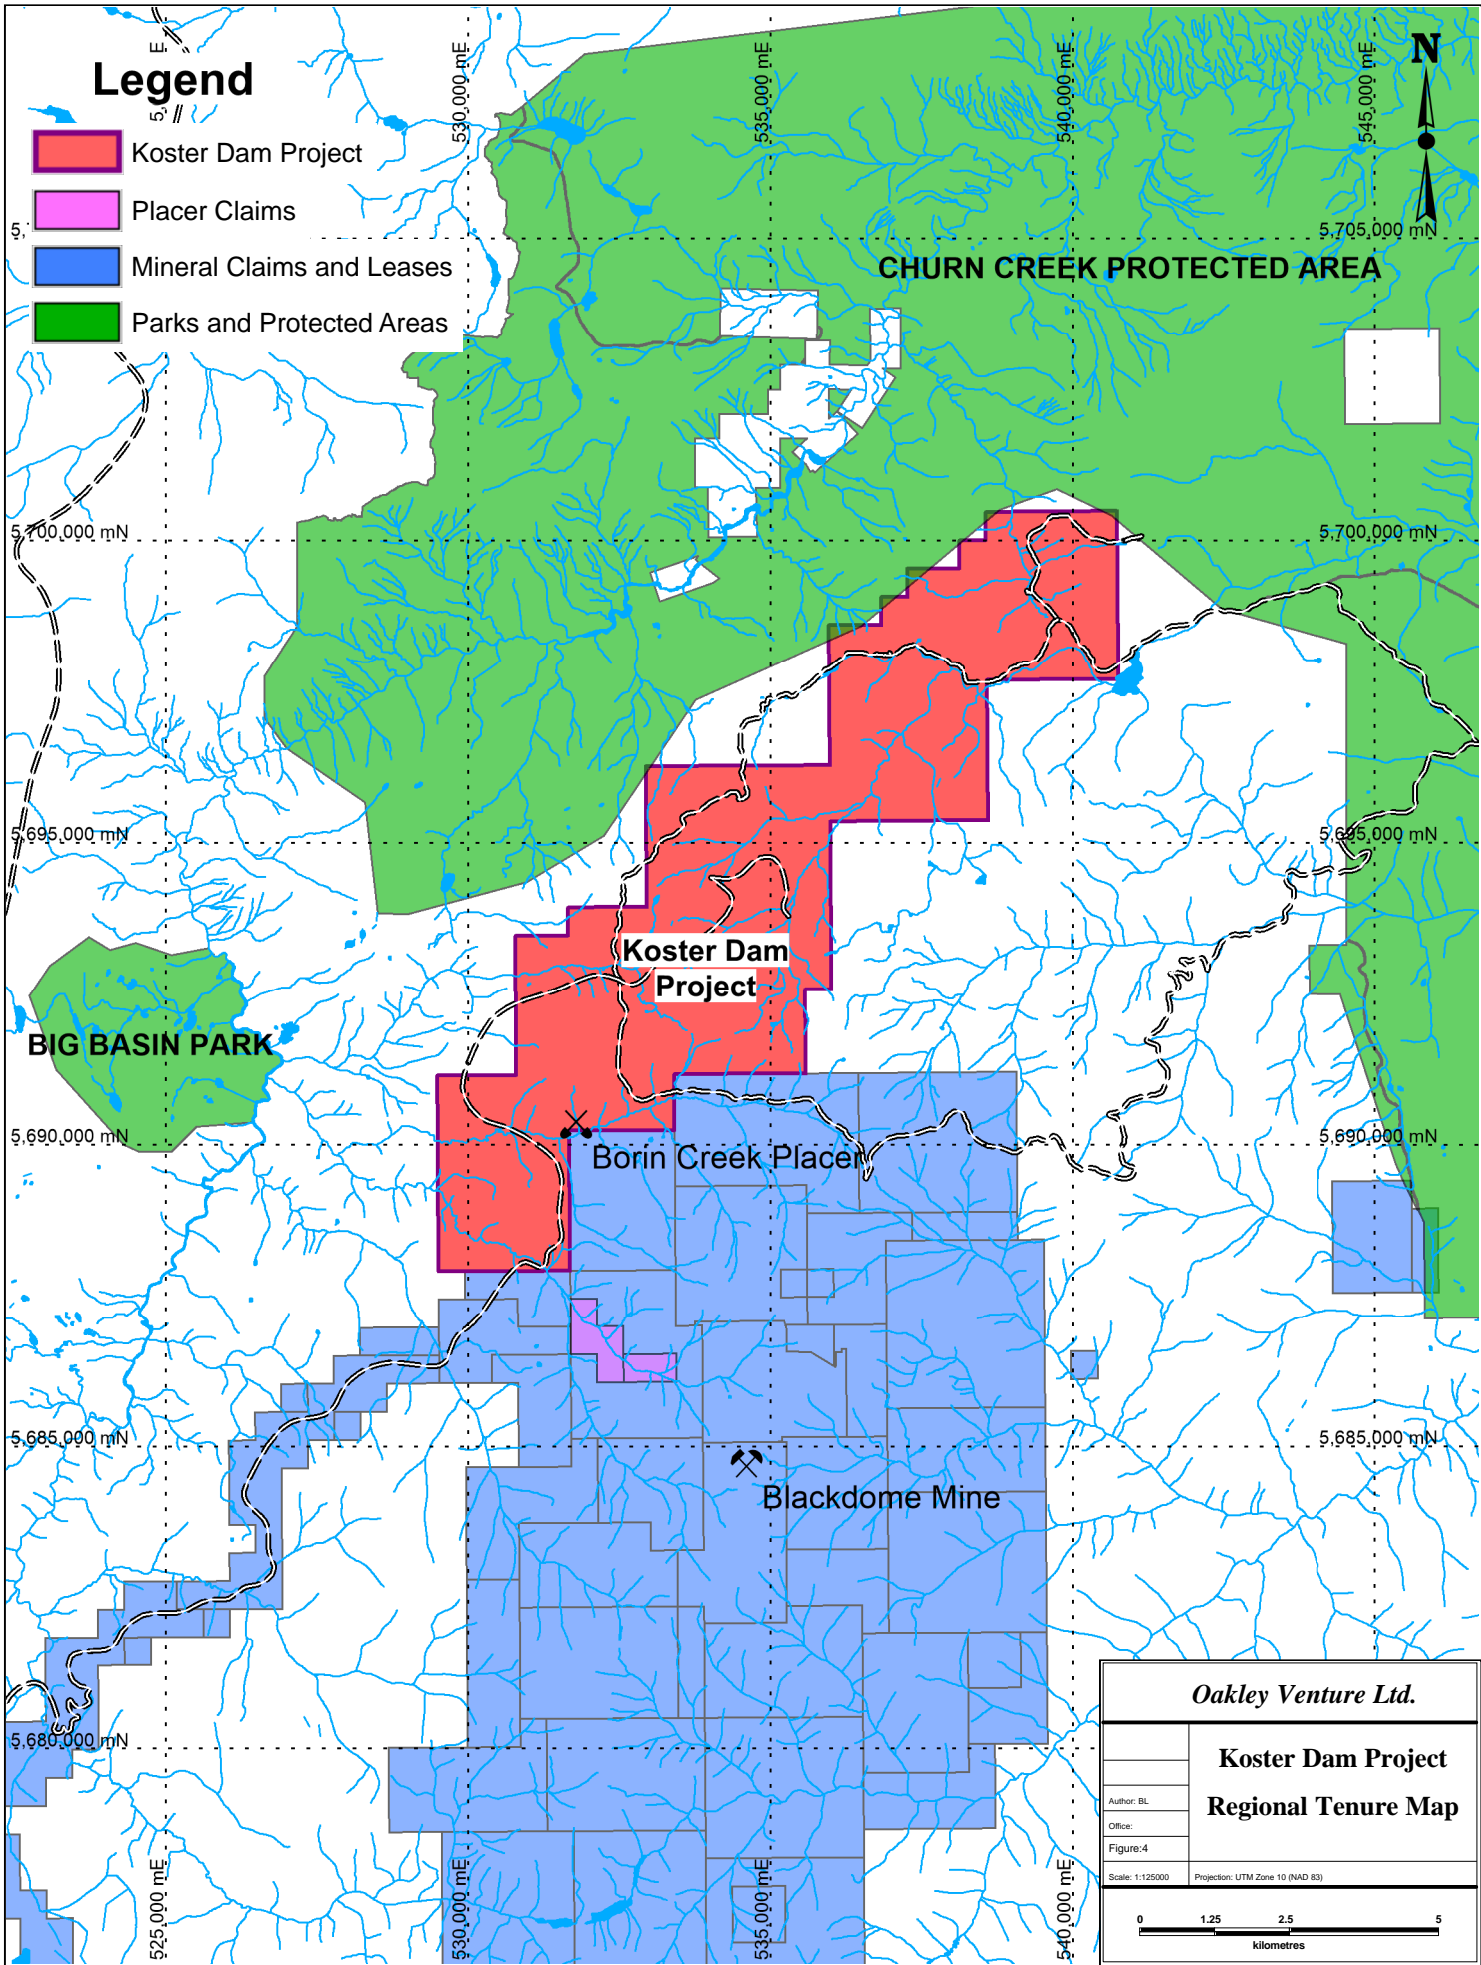 Legend
Koster Dam Project
Placer Claims
Mineral Claims and Leases
Parks and Protected Areas
530,000 mE
535,000 mE
540,000 mE
545,000 mE
N
5,705,000 mN
CHURN CREEK PROTECTED AREA
5,700,000 mN
5,700,000 mN
5,695,000 mN
5,695,000 mN
Koster Dam
Project
BIG BASIN PARK
5,690,000 mN
5,690,000 mN
Borin Creek Placer
5,685,000 mN
5,685,000 mN
Blackdome Mine
5,680,000 mN
525,000 mE
530,000 mE
535,000 mE
540,000 mE
Oakley Venture Ltd.
Koster Dam Project
Regional Tenure Map
Author: BL
Office:
Figure:4
Scale: 1:125000
Projection: UTM Zone 10 (NAD 83)
0 1.25 2.5 5
kilometres